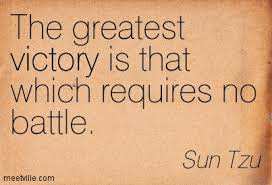 The greatest
victory is that
which requires no
battle.
Sun Tzu
meetville.com